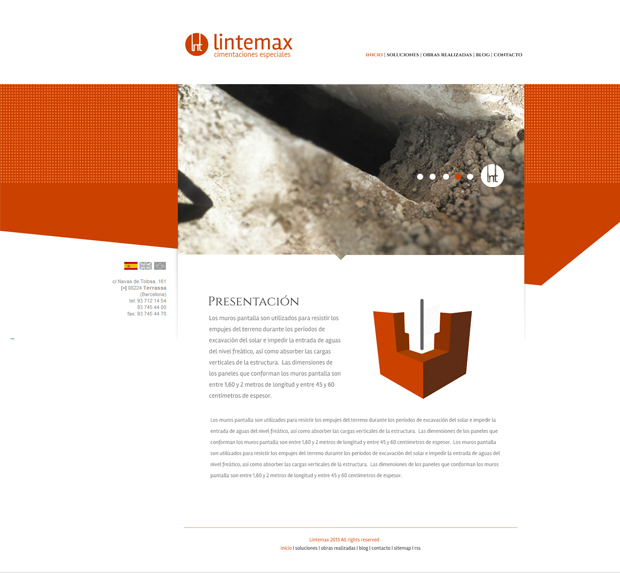 lnt lintemax
cimentaciones especiales
INICIO | SOLUCIONES | OBRAS REALIZADAS | BLOG | CONTACTO
lnt
c/ Navas de Tolosa, 161
[+] 08224 Terrassa
(Barcelona)
tel: 93 712 14 54
93 745 44 00
fax: 93 745 44 70
Presentación
Los muros pantalla son utilizados para resistir los
empujes del terreno durante los períodos de
excavación del solar e impedir la entrada de aguas
del nivel freático, así como absorber las cargas
verticales de la estructura.  Las dimensiones de
los paneles que conforman los muros pantalla son
entre 1,60 y 2 metros de longitud y entre 45 y 60
centímetros de espesor.
Los muros pantalla son utilizados para resistir los empujes del terreno durante los períodos de excavación del solar e impedir la
entrada de aguas del nivel freático, así como absorber las cargas verticales de la estructura.  Las dimensiones de los paneles que
conforman los muros pantalla son entre 1,60 y 2 metros de longitud y entre 45 y 60 centímetros de espesor.  Los muros pantalla
son utilizados para resistir los empujes del terreno durante los períodos de excavación del solar e impedir la entrada de aguas del
nivel freático, así como absorber las cargas verticales de la estructura.  Las dimensiones de los paneles que conforman los muros
pantalla son entre 1,60 y 2 metros de longitud y entre 45 y 60 centímetros de espesor.
Lintemax 2013 All rights reserved
inicio | soluciones | obras realizadas | blog | contacto | sitemap | rss